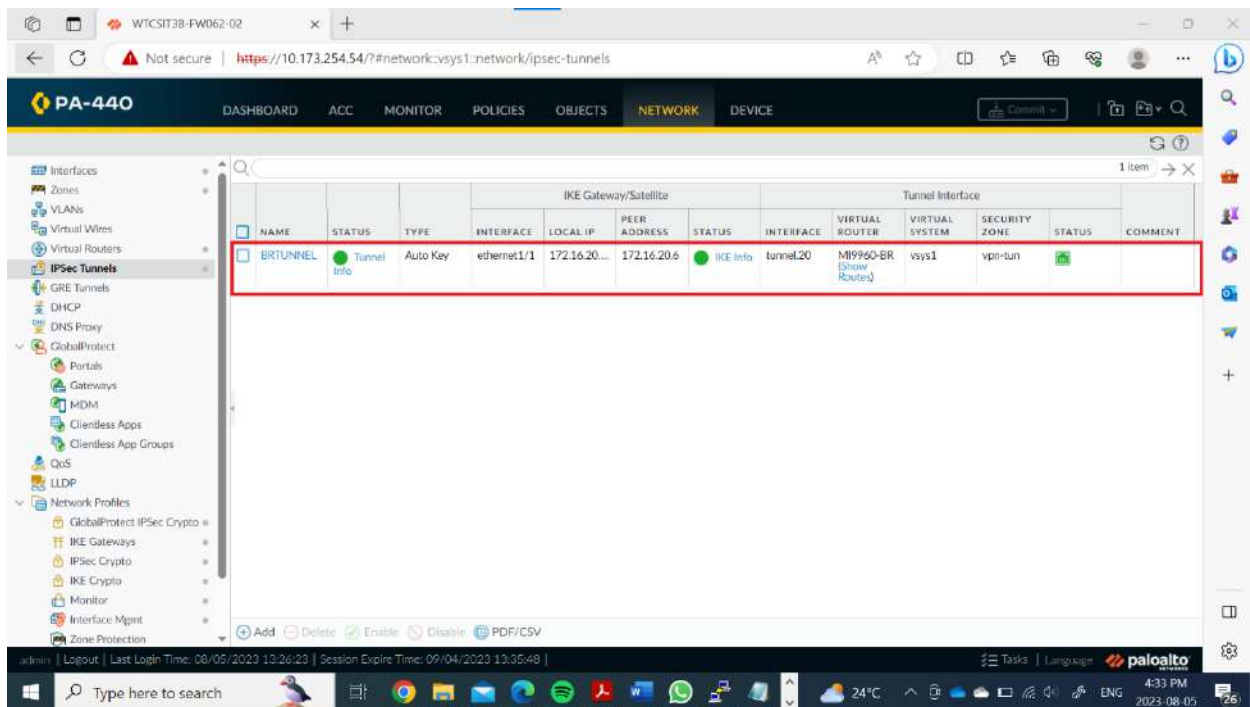 WTCSIT3B-FW062-02
Not secure | https://10.173.254.54/?#network::vsys1::network/ipsec-tunnels
PA-440
DASHBOARD ACC MONITOR POLICIES OBJECTS NETWORK DEVICE
Commit
1 item
Interfaces
Zones
VLANs
Virtual Wires
Virtual Routers
IPSec Tunnels
GRE Tunnels
DHCP
DNS Proxy
GlobalProtect
Portals
Gateways
MDM
Clientless Apps
Clientless App Groups
QoS
LLDP
Network Profiles
GlobalProtect IPSec Crypto
IKE Gateways
IPSec Crypto
IKE Crypto
Monitor
Interface Mgmt
Zone Protection
IKE Gateway/Satellite Tunnel Interface
NAME STATUS TYPE INTERFACE LOCAL IP PEER ADDRESS STATUS INTERFACE VIRTUAL ROUTER VIRTUAL SYSTEM SECURITY ZONE STATUS COMMENT
BRTUNNEL Tunnel Info Auto Key ethernet1/1 172.16.20.... 172.16.20.6 IKE Info tunnel.20 MI9960-BR (Show Routes) vsys1 vpn-tun
Add Delete Enable Disable PDF/CSV
admin | Logout | Last Login Time: 08/05/2023 13:26:23 | Session Expire Time: 09/04/2023 13:35:48 |
Tasks | Language paloalto NETWORKS
Type here to search
24°C
ENG
4:33 PM
2023-08-05
26